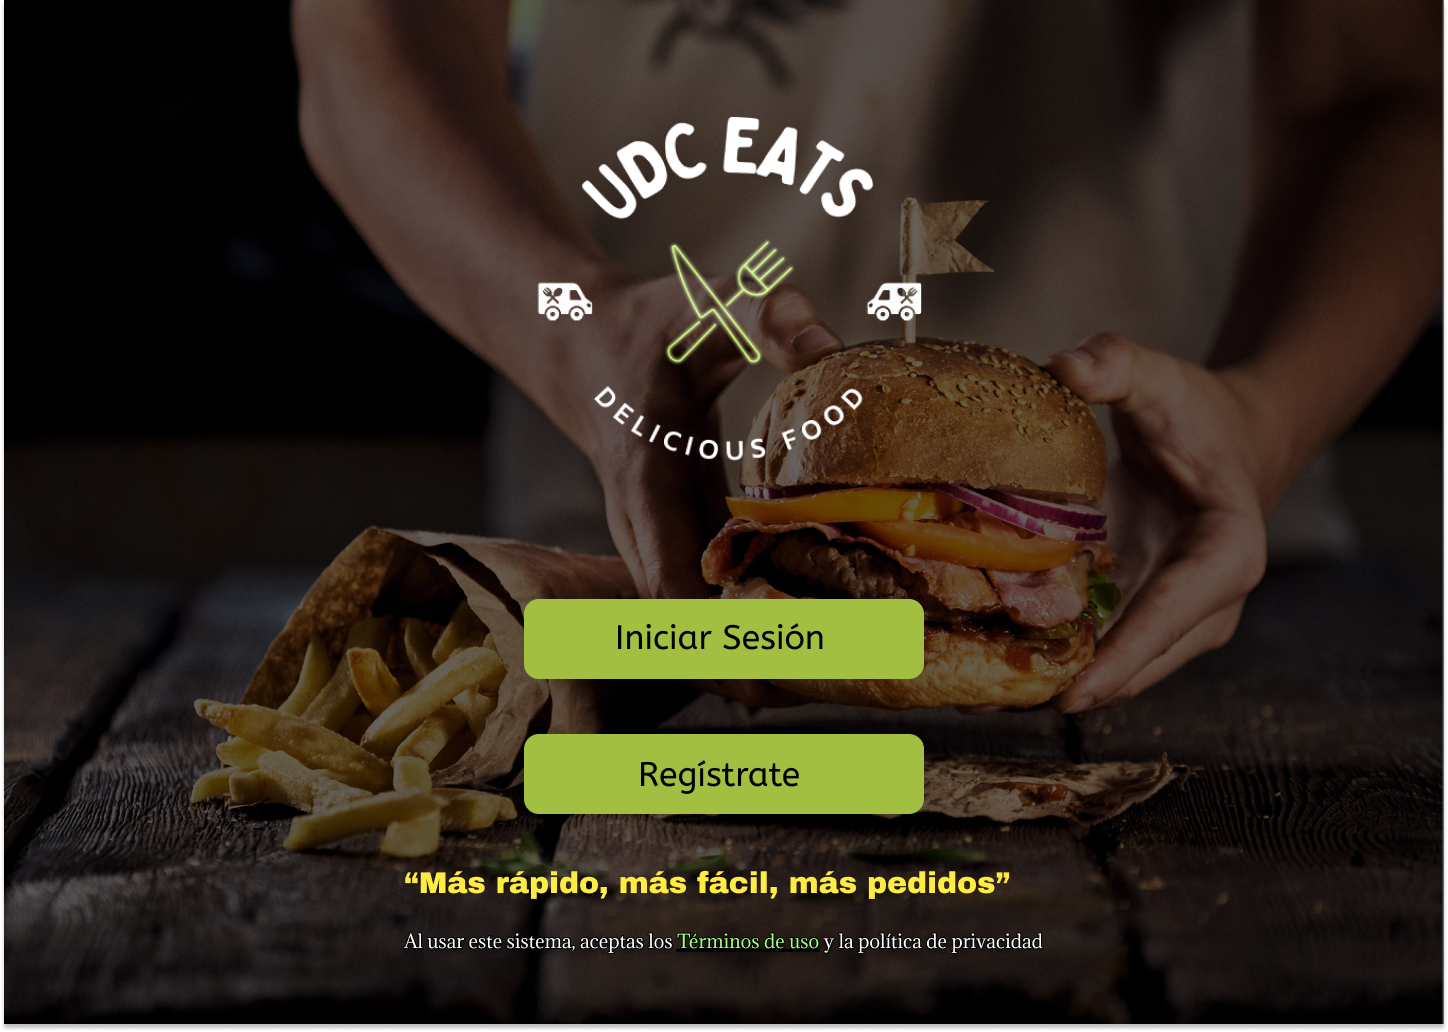 UDC EATS
DELICIOUS FOOD
Iniciar Sesión
Regístrate
“Más rápido, más fácil, más pedidos”
Al usar este sistema, aceptas los Términos de uso y la política de privacidad